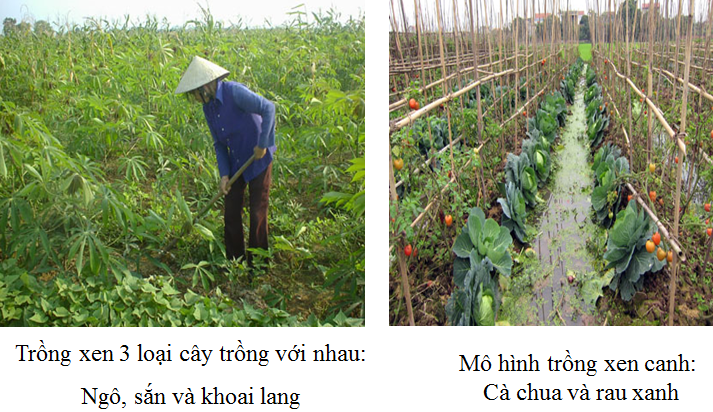 Trồng xen 3 loại cây trồng với nhau:
Ngô, sắn và khoai lang
Mô hình trồng xen canh:
Cà chua và rau xanh